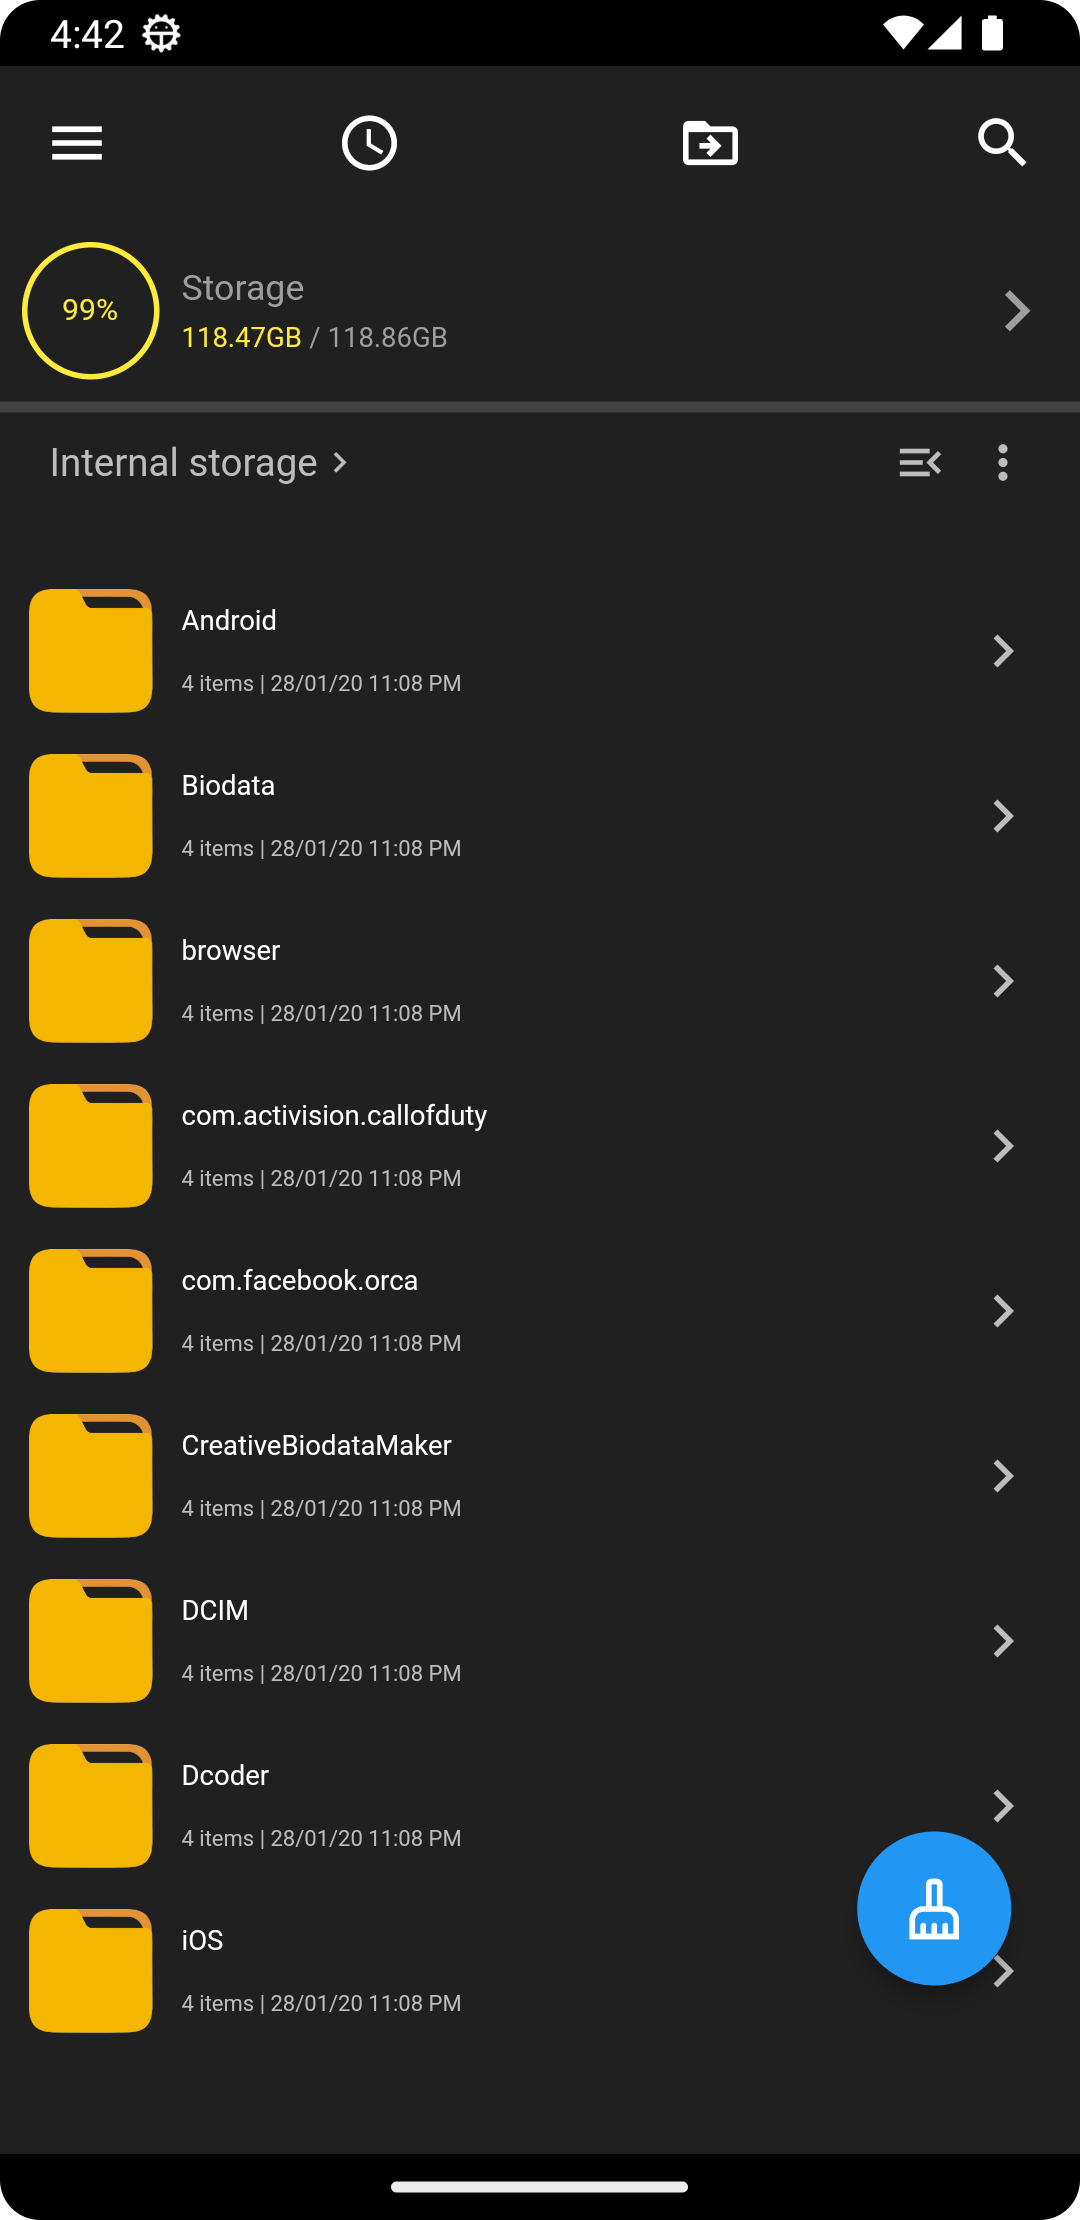 4:42
99%
Storage
118.47GB / 118.86GB
Internal storage
Android
4 items | 28/01/20 11:08 PM
Biodata
4 items | 28/01/20 11:08 PM
browser
4 items | 28/01/20 11:08 PM
com.activision.callofduty
4 items | 28/01/20 11:08 PM
com.facebook.orca
4 items | 28/01/20 11:08 PM
CreativeBiodataMaker
4 items | 28/01/20 11:08 PM
DCIM
4 items | 28/01/20 11:08 PM
Dcoder
4 items | 28/01/20 11:08 PM
iOS
4 items | 28/01/20 11:08 PM